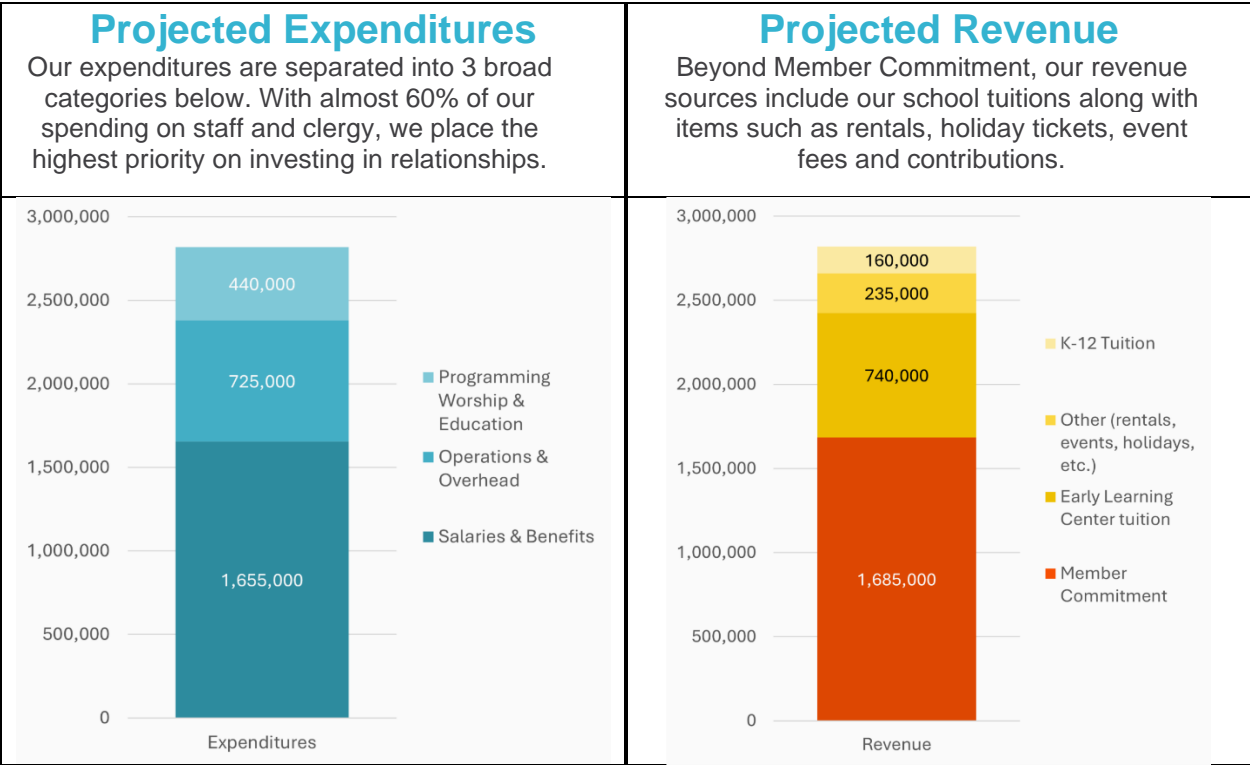 Projected Expenditures
Our expenditures are separated into 3 broad
categories below. With almost 60% of our
spending on staff and clergy, we place the
highest priority on investing in relationships.
Projected Revenue
Beyond Member Commitment, our revenue
sources include our school tuitions along with
items such as rentals, holiday tickets, event
fees and contributions.
3,000,000
2,500,000
2,000,000
1,500,000
1,000,000
500,000
0
440,000
725,000
1,655,000
Expenditures
Programming
Worship &
Education
Operations &
Overhead
Salaries & Benefits
3,000,000
2,500,000
2,000,000
1,500,000
1,000,000
500,000
0
160,000
235,000
740,000
1,685,000
Revenue
K-12 Tuition
Other (rentals,
events, holidays,
etc.)
Early Learning
Center tuition
Member
Commitment